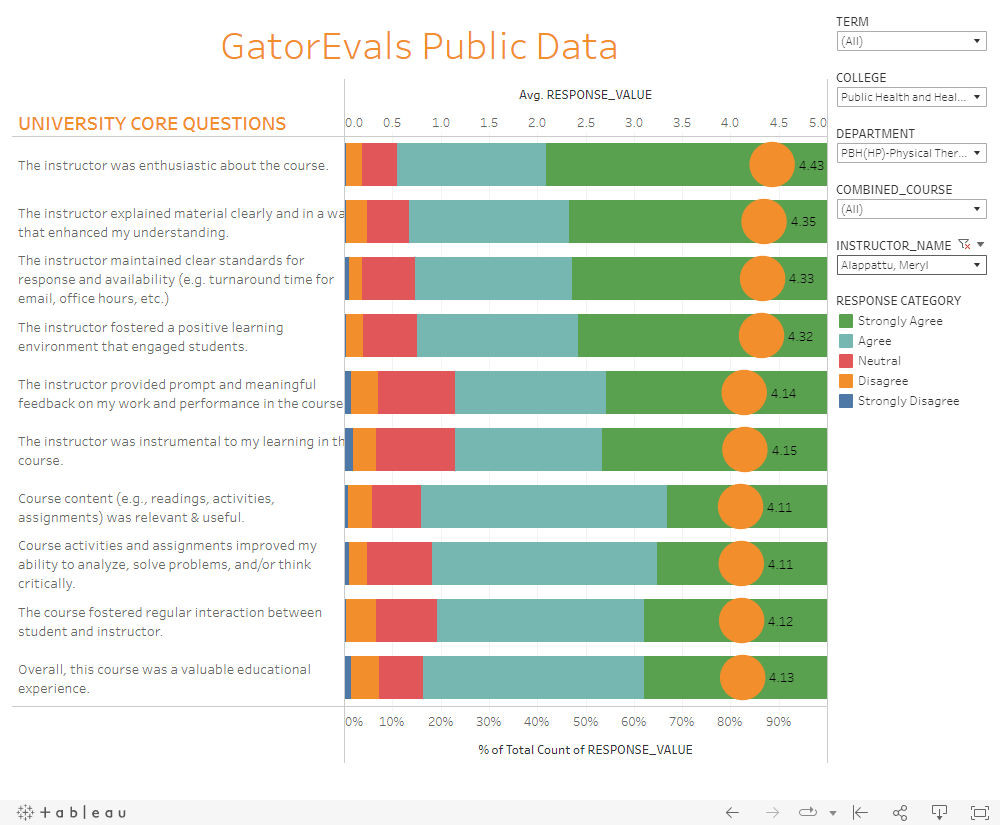 GatorEvals Public Data
Avg. RESPONSE_VALUE
UNIVERSITY CORE QUESTIONS
0.0 0.5 1.0 1.5 2.0 2.5 3.0 3.5 4.0 4.5 5.0
The instructor was enthusiastic about the course.
4.43
The instructor explained material clearly and in a wa
that enhanced my understanding.
4.35
The instructor maintained clear standards for
response and availability (e.g. turnaround time for
email, office hours, etc.)
4.33
The instructor fostered a positive learning
environment that engaged students.
4.32
The instructor provided prompt and meaningful
feedback on my work and performance in the course
4.14
The instructor was instrumental to my learning in th
course.
4.15
Course content (e.g., readings, activities,
assignments) was relevant & useful.
4.11
Course activities and assignments improved my
ability to analyze, solve problems, and/or think
critically.
4.11
The course fostered regular interaction between
student and instructor.
4.12
Overall, this course was a valuable educational
experience.
4.13
0% 10% 20% 30% 40% 50% 60% 70% 80% 90%
% of Total Count of RESPONSE_VALUE
TERM
(All)
COLLEGE
Public Health and Heal...
DEPARTMENT
PBH(HP)-Physical Ther...
COMBINED_COURSE
(All)
INSTRUCTOR_NAME
Alappattu, Meryl
RESPONSE CATEGORY
Strongly Agree
Agree
Neutral
Disagree
Strongly Disagree
+ableau